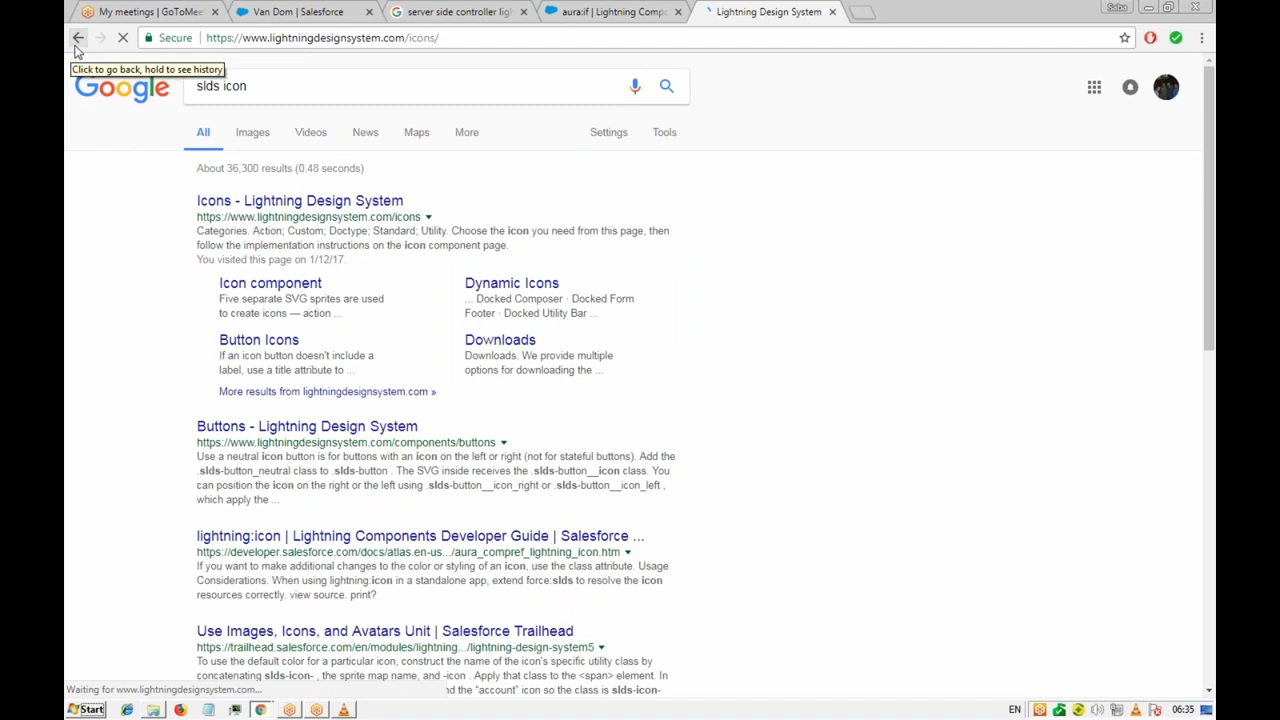 My meetings | GoToMee
Van Dom | Salesforce
server side controller ligh
aura:if | Lightning Compo
Lightning Design System
Saba
Secure
https://www.lightningdesignsystem.com/icons/
Click to go back, hold to see history
Google
slds icon
All
Images
Videos
News
Maps
More
Settings
Tools
About 36,300 results (0.48 seconds)
Icons - Lightning Design System
https://www.lightningdesignsystem.com/icons
Categories. Action; Custom; Doctype; Standard; Utility. Choose the icon you need from this page, then
follow the implementation instructions on the icon component page.
You visited this page on 1/12/17.
Icon component
Five separate SVG sprites are used
to create icons — action ...
Dynamic Icons
... Docked Composer · Docked Form
Footer · Docked Utility Bar ...
Button Icons
If an icon button doesn't include a
label, use a title attribute to ...
Downloads
Downloads. We provide multiple
options for downloading the ...
More results from lightningdesignsystem.com »
Buttons - Lightning Design System
https://www.lightningdesignsystem.com/components/buttons
Use a neutral icon button is for buttons with an icon on the left or right (not for stateful buttons). Add the
.slds-button_neutral class to .slds-button . The SVG inside receives the .slds-button__icon class. You
can position the icon on the right or the left using .slds-button__icon_right or .slds-button__icon_left ,
which apply the ...
lightning:icon | Lightning Components Developer Guide | Salesforce ...
https://developer.salesforce.com/docs/atlas.en-us.../aura_compref_lightning_icon.htm
If you want to make additional changes to the color or styling of an icon, use the class attribute. Usage
Considerations. When using lightning:icon in a standalone app, extend force:slds to resolve the icon
resources correctly. view source. print?
Use Images, Icons, and Avatars Unit | Salesforce Trailhead
https://trailhead.salesforce.com/en/modules/lightning.../lightning-design-system5
To use the default color for a particular icon, construct the name of the icon's specific utility class by
concatenating slds-icon- , the sprite map name, and -icon . Apply that class to the <span> element. In
Waiting for www.lightningdesignsystem.com...
nd the "account" icon so the class is slds-icon-
Start
EN
06:35